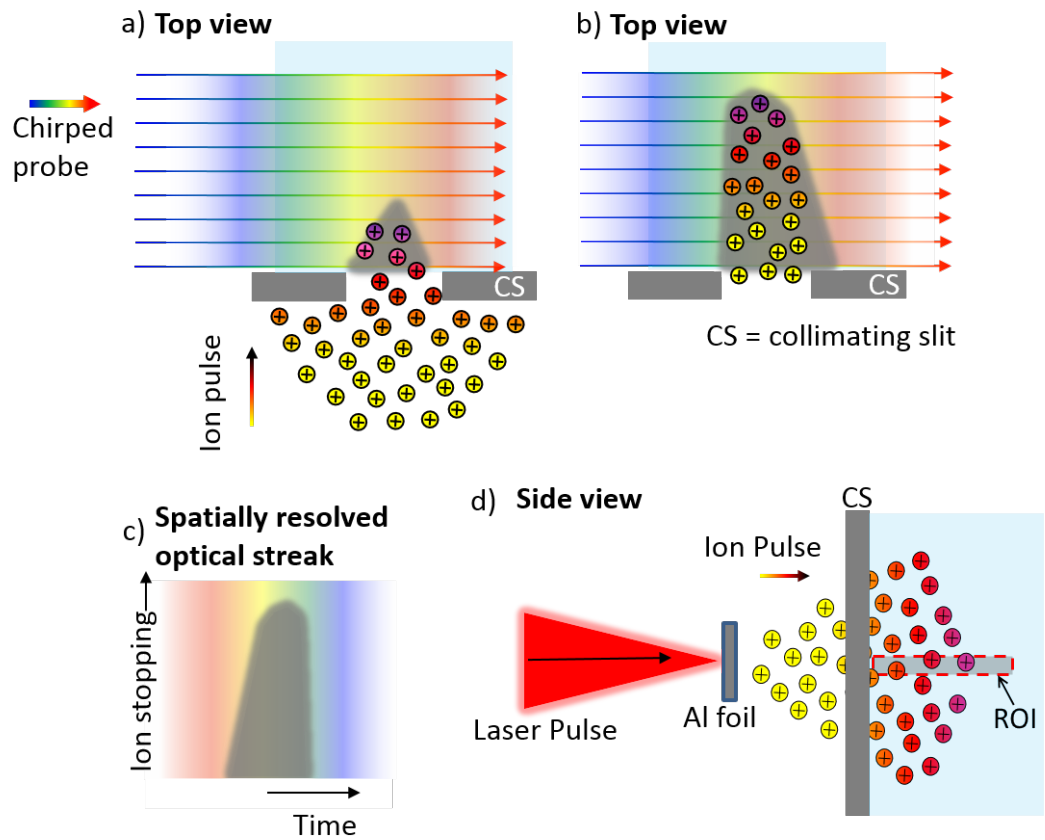 a) Top view
b) Top view
Chirped
probe
CS
CS
CS = collimating slit
Ion pulse
c) Spatially resolved
optical streak
Ion stopping
Time
d) Side view
CS
Ion Pulse
Laser Pulse
Al foil
ROI